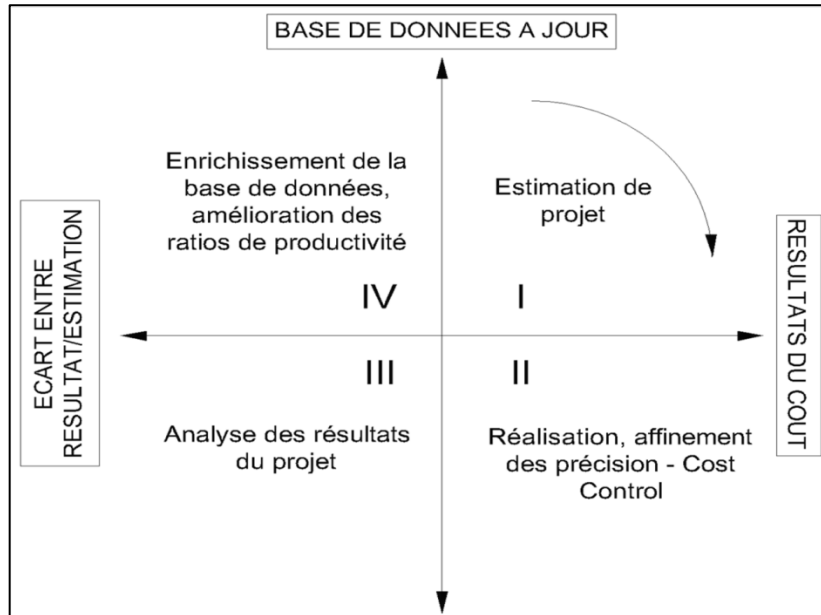 BASE DE DONNEES A JOUR
Enrichissement de la
base de données,
amélioration des
ratios de productivité
Estimation de
projet
ECART ENTRE
RESULTAT/ESTIMATION
RESULTATS DU COUT
IV
I
III
II
Analyse des résultats
du projet
Réalisation, affinement
des précision - Cost
Control